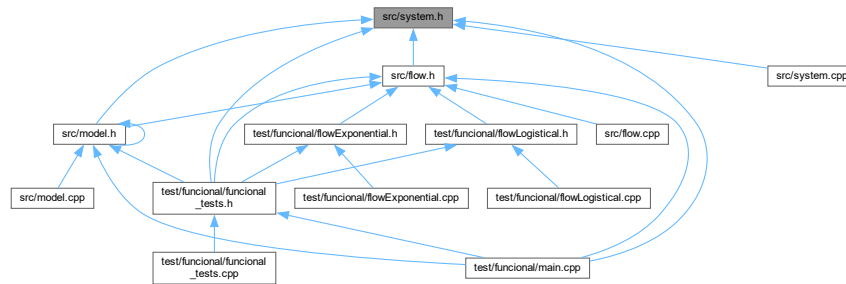 src/system.h
src/flow.h
src/system.cpp
src/model.h
test/funcional/flowExponential.h
test/funcional/flowLogistical.h
src/flow.cpp
src/model.cpp
test/funcional/funcional
_tests.h
test/funcional/flowExponential.cpp
test/funcional/flowLogistical.cpp
test/funcional/funcional
_tests.cpp
test/funcional/main.cpp